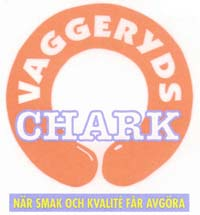 VAGGERYDS
CHARK
NÄR SMAK OCH KVALITÉ FÅR AVGÖRA